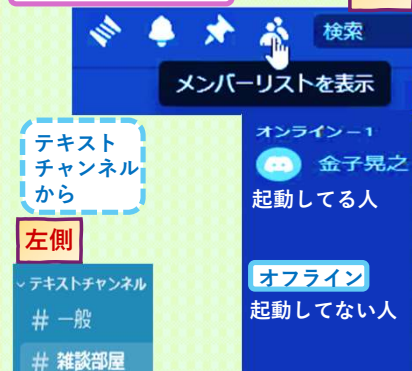 検索
メンバーリストを表示
テキスト
チャンネル
から
オンライン－1
金子晃之
起動してる人
左側
テキストチャンネル
# 一般
# 雑談部屋
オフライン
起動してない人